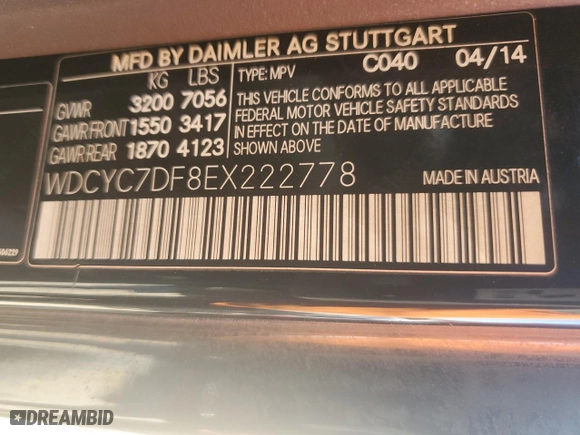 MFD BY DAIMLER AG STUTTGART
KG LBS TYPE: MPV C040 04/14
GVWR 3200 7056
GAWR FRONT 1550 3417
GAWR REAR 1870 4123
THIS VEHICLE CONFORMS TO ALL APPLICABLE
FEDERAL MOTOR VEHICLE SAFETY STANDARDS
IN EFFECT ON THE DATE OF MANUFACTURE
SHOWN ABOVE
WDCYC7DF8EX222778 MADE IN AUSTRIA
DREAMBID